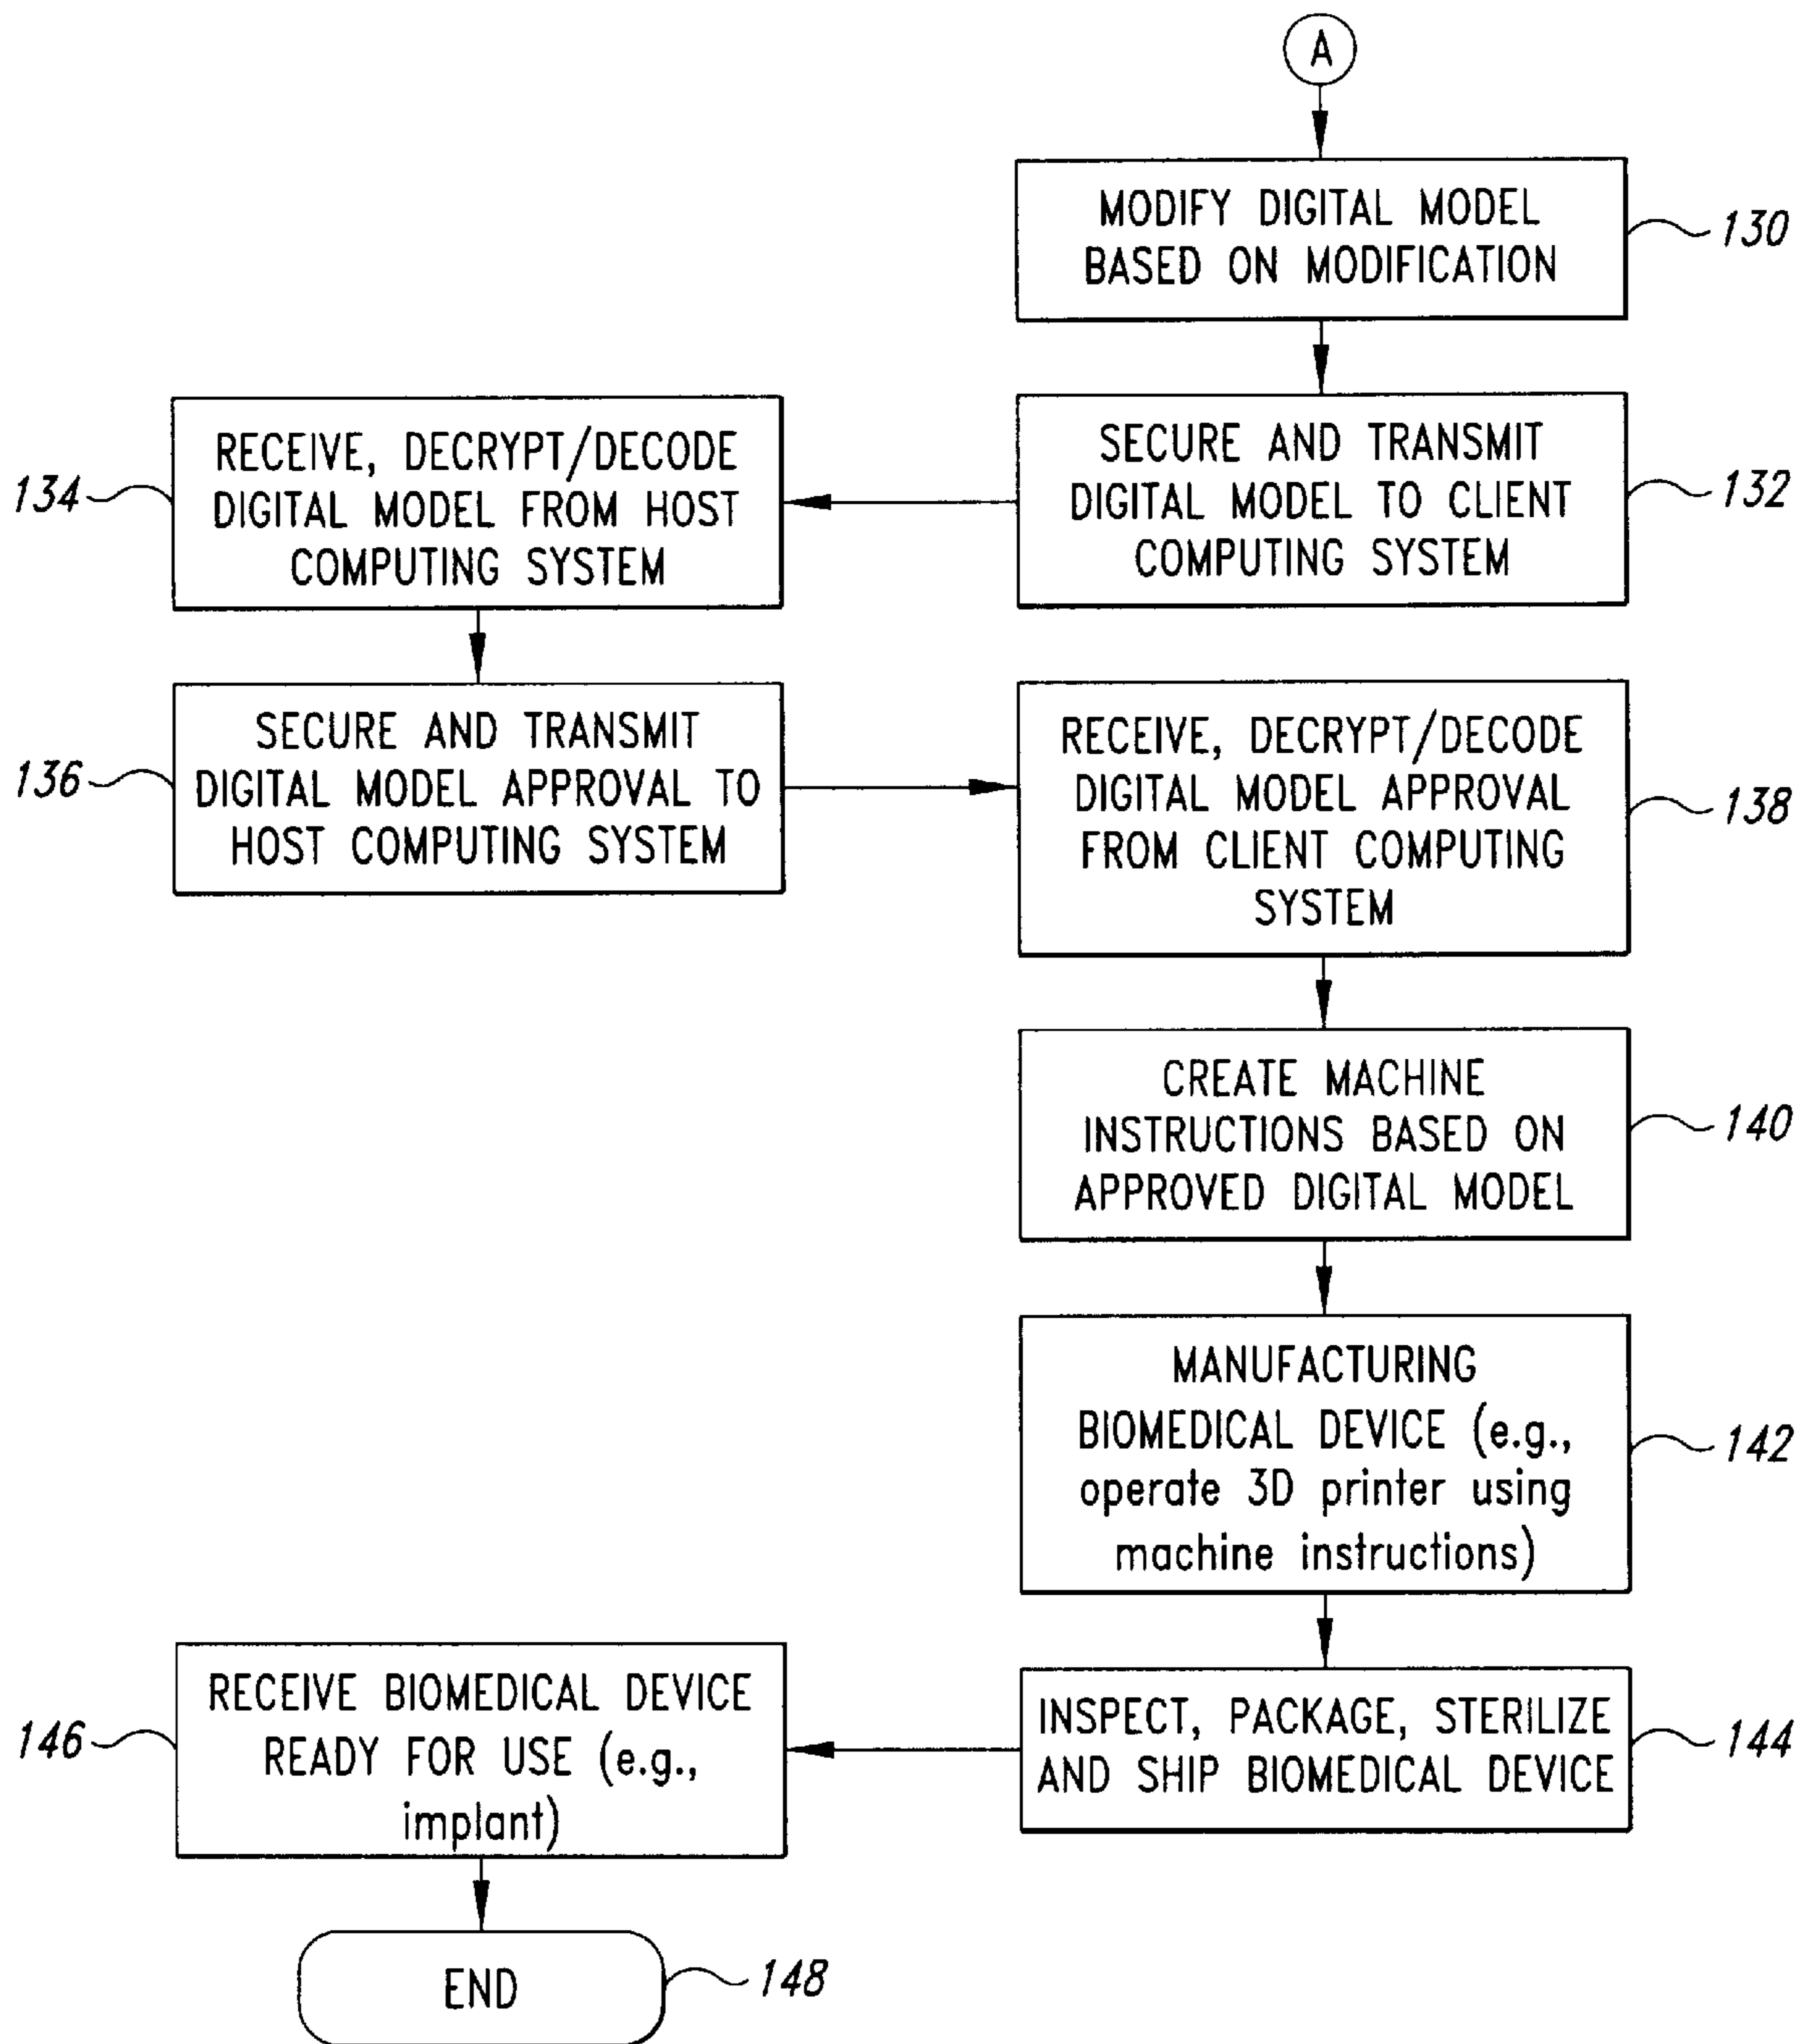 A
MODIFY DIGITAL MODEL
BASED ON MODIFICATION
130
SECURE AND TRANSMIT
DIGITAL MODEL TO CLIENT
COMPUTING SYSTEM
132
134
RECEIVE, DECRYPT/DECODE
DIGITAL MODEL FROM HOST
COMPUTING SYSTEM
136
SECURE AND TRANSMIT
DIGITAL MODEL APPROVAL TO
HOST COMPUTING SYSTEM
RECEIVE, DECRYPT/DECODE
DIGITAL MODEL APPROVAL
FROM CLIENT COMPUTING
SYSTEM
138
CREATE MACHINE
INSTRUCTIONS BASED ON
APPROVED DIGITAL MODEL
140
MANUFACTURING
BIOMEDICAL DEVICE (e.g.,
operate 3D printer using
machine instructions)
142
INSPECT, PACKAGE, STERILIZE
AND SHIP BIOMEDICAL DEVICE
144
146
RECEIVE BIOMEDICAL DEVICE
READY FOR USE (e.g.,
implant)
END
148